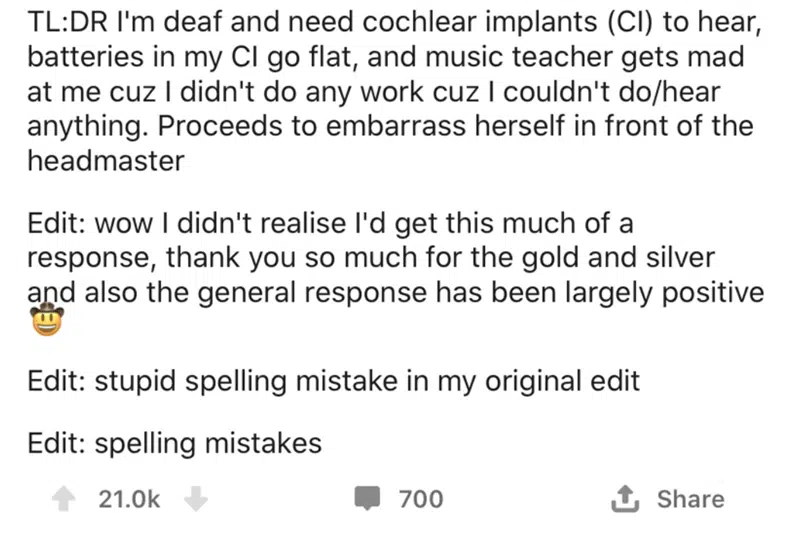 TL:DR I'm deaf and need cochlear implants (CI) to hear,
batteries in my CI go flat, and music teacher gets mad
at me cuz I didn't do any work cuz I couldn't do/hear
anything. Proceeds to embarrass herself in front of the
headmaster
Edit: wow I didn't realise I'd get this much of a
response, thank you so much for the gold and silver
and also the general response has been largely positive
🤠
Edit: stupid spelling mistake in my original edit
Edit: spelling mistakes
21.0k 700 Share